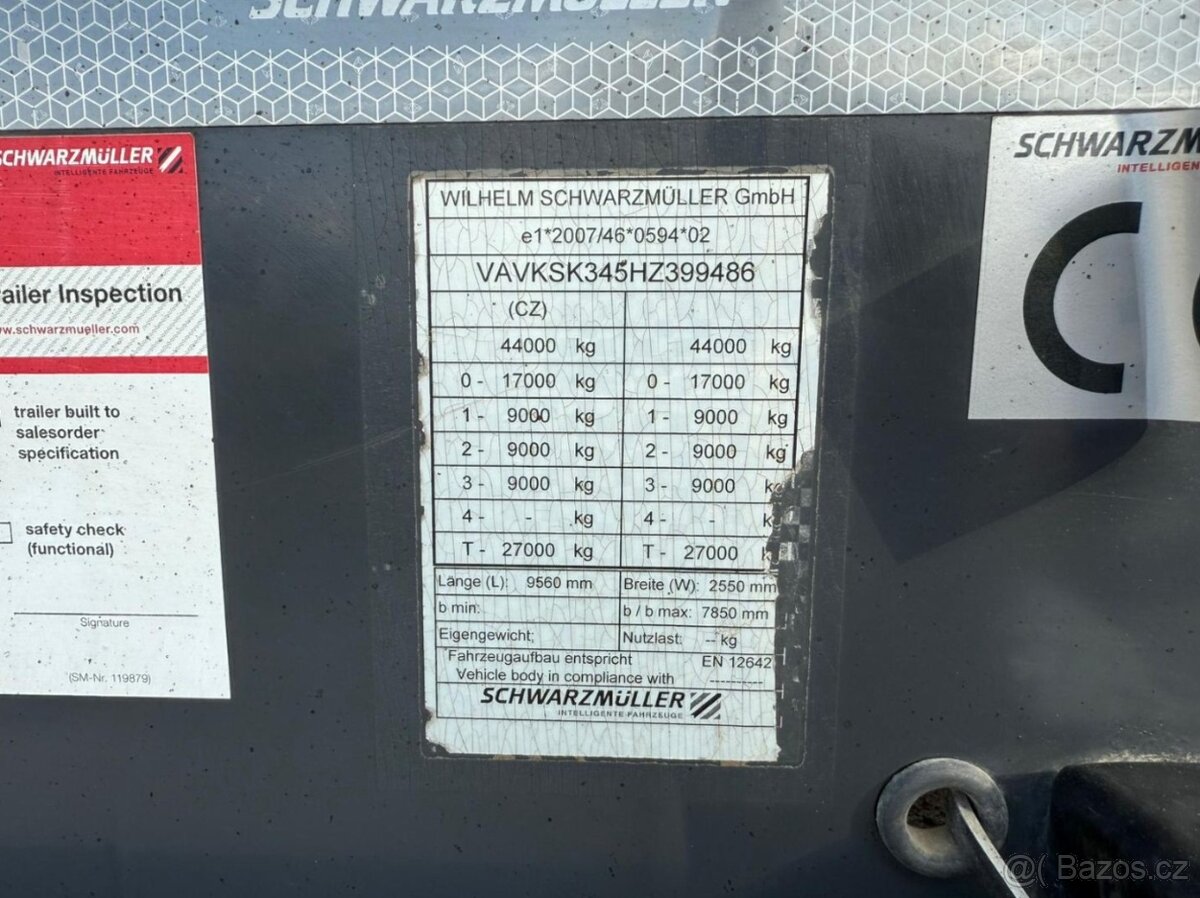 SCHWARZMÜLLER
SCHWARZMÜLLER
INTELLIGENTE FAHRZEUGE
Inspection
www.schwarzmueller.com
trailer built to
salesorder
specification
safety check
(functional)
Signature
(SM-Nr. 119879)
WILHELM SCHWARZMÜLLER GmbH
e1*2007/46*0594*02
VAVKSK345HZ399486
(CZ)
44000 kg 44000 kg
0 - 17000 kg 0 - 17000 kg
1 - 9000 kg 1 - 9000 kg
2 - 9000 kg 2 - 9000 kg
3 - 9000 kg 3 - 9000 kg
4 - - kg 4 - - k
T - 27000 kg T - 27000 k
Länge (L): 9560 mm Breite (W): 2550 mm
b min: b / b max: 7850 mm
Eigengewicht; Nutzlast: -- kg
Fahrzeugaufbau entspricht EN 12642
Vehicle body in compliance with ----------
SCHWARZMÜLLER
INTELLIGENTE FAHRZEUGE
SCHWARZM
INTELLIGEN
C
@( Bazos.cz